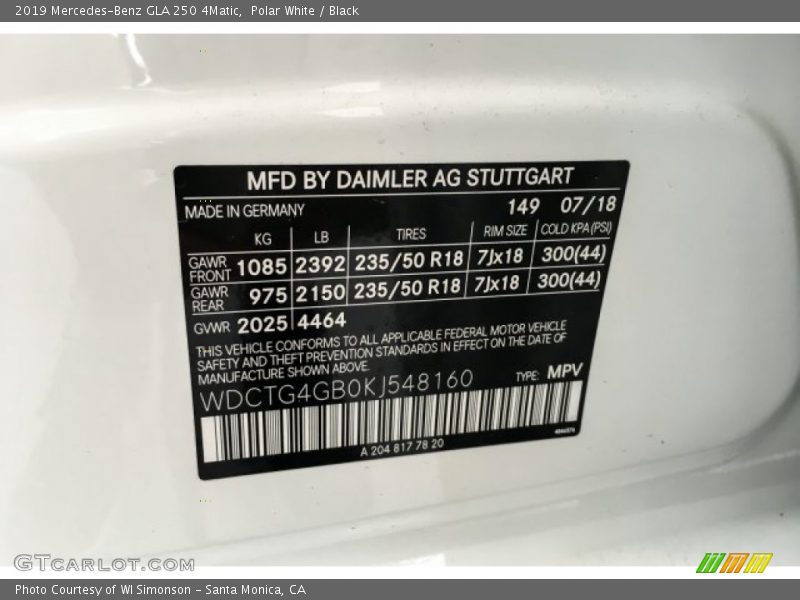 2019 Mercedes-Benz GLA 250 4Matic,  Polar White / Black
MFD BY DAIMLER AG STUTTGART
MADE IN GERMANY 149 07/18
KG LB TIRES RIM SIZE COLD KPA(PSI)
GAWR FRONT 1085 2392 235/50 R18 7Jx18 300(44)
GAWR REAR 975 2150 235/50 R18 7Jx18 300(44)
GVWR 2025 4464
THIS VEHICLE CONFORMS TO ALL APPLICABLE FEDERAL MOTOR VEHICLE
SAFETY AND THEFT PREVENTION STANDARDS IN EFFECT ON THE DATE OF
MANUFACTURE SHOWN ABOVE.
WDCTG4GB0KJ548160 TYPE: MPV
A 204 817 78 20
GTCARLOT.COM
Photo Courtesy of WI Simonson - Santa Monica, CA